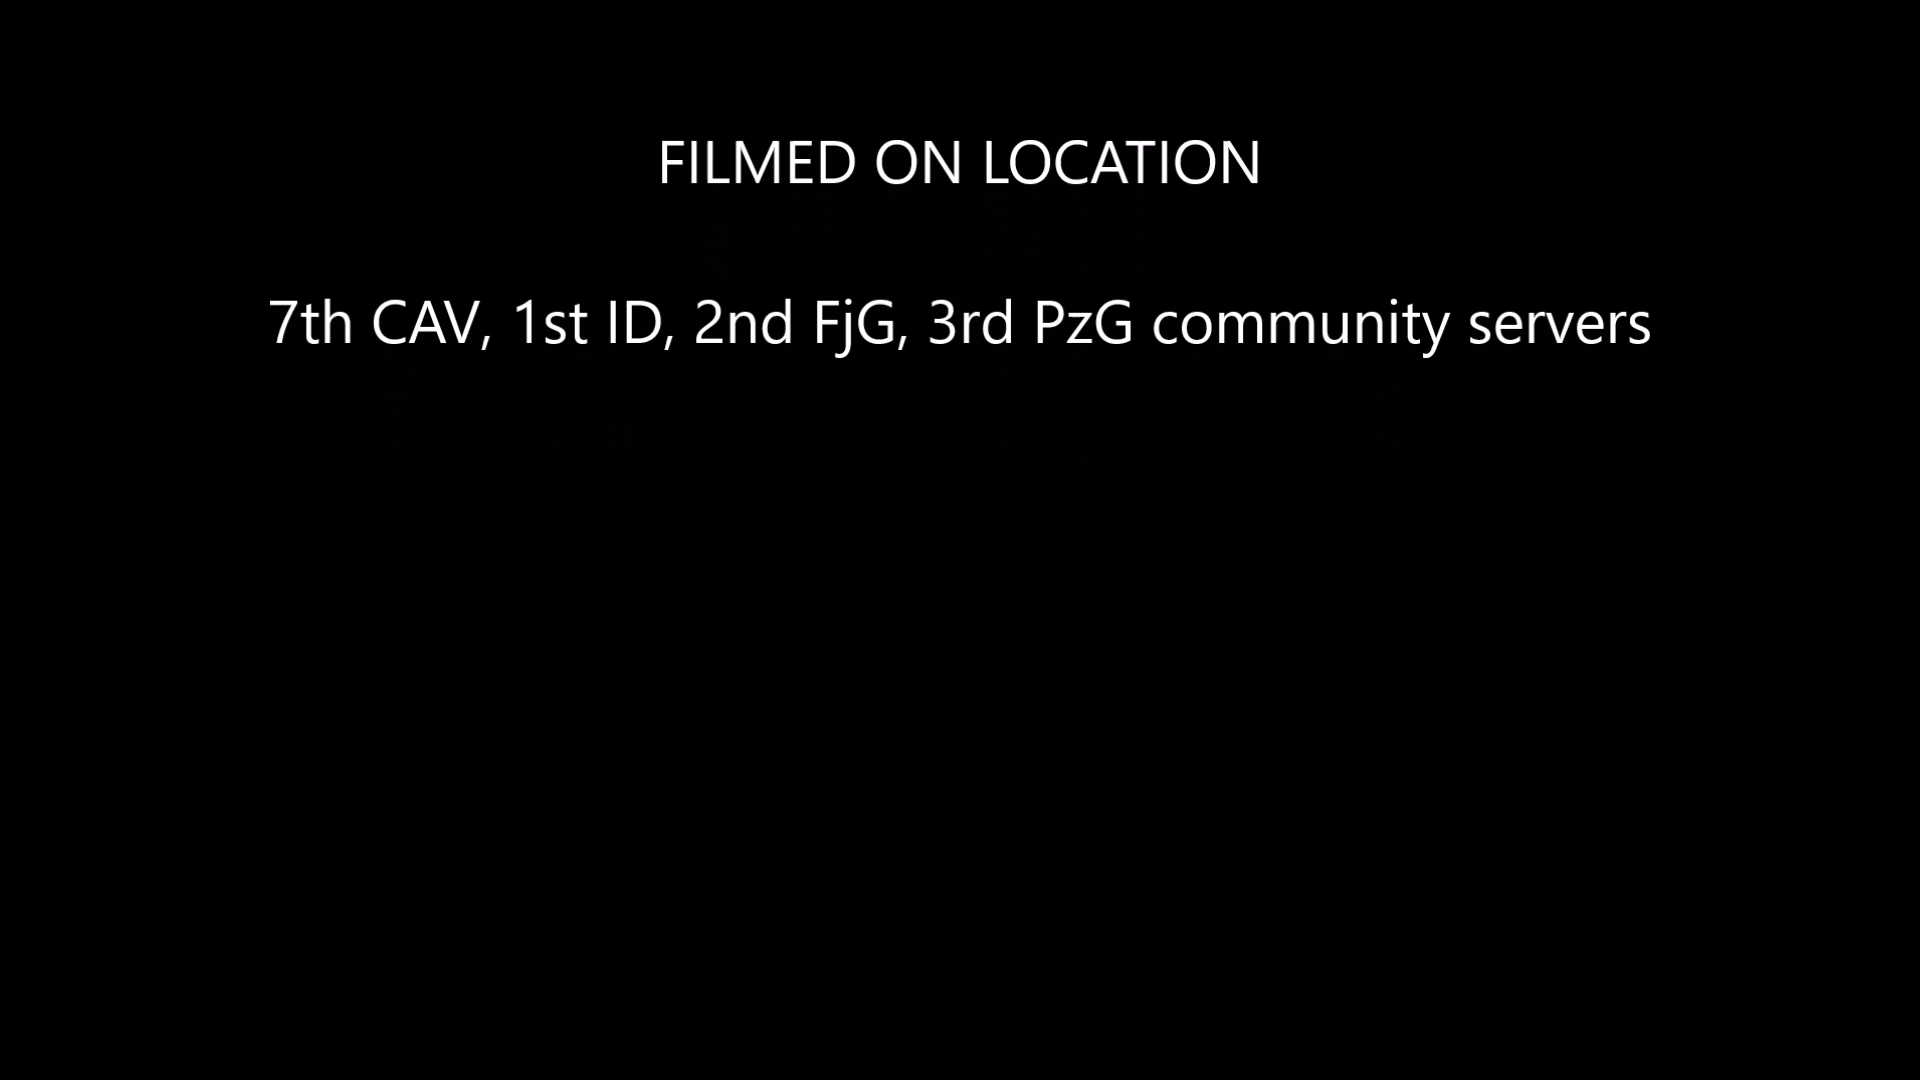 FILMED ON LOCATION
7th CAV, 1st ID, 2nd FjG, 3rd PzG community servers